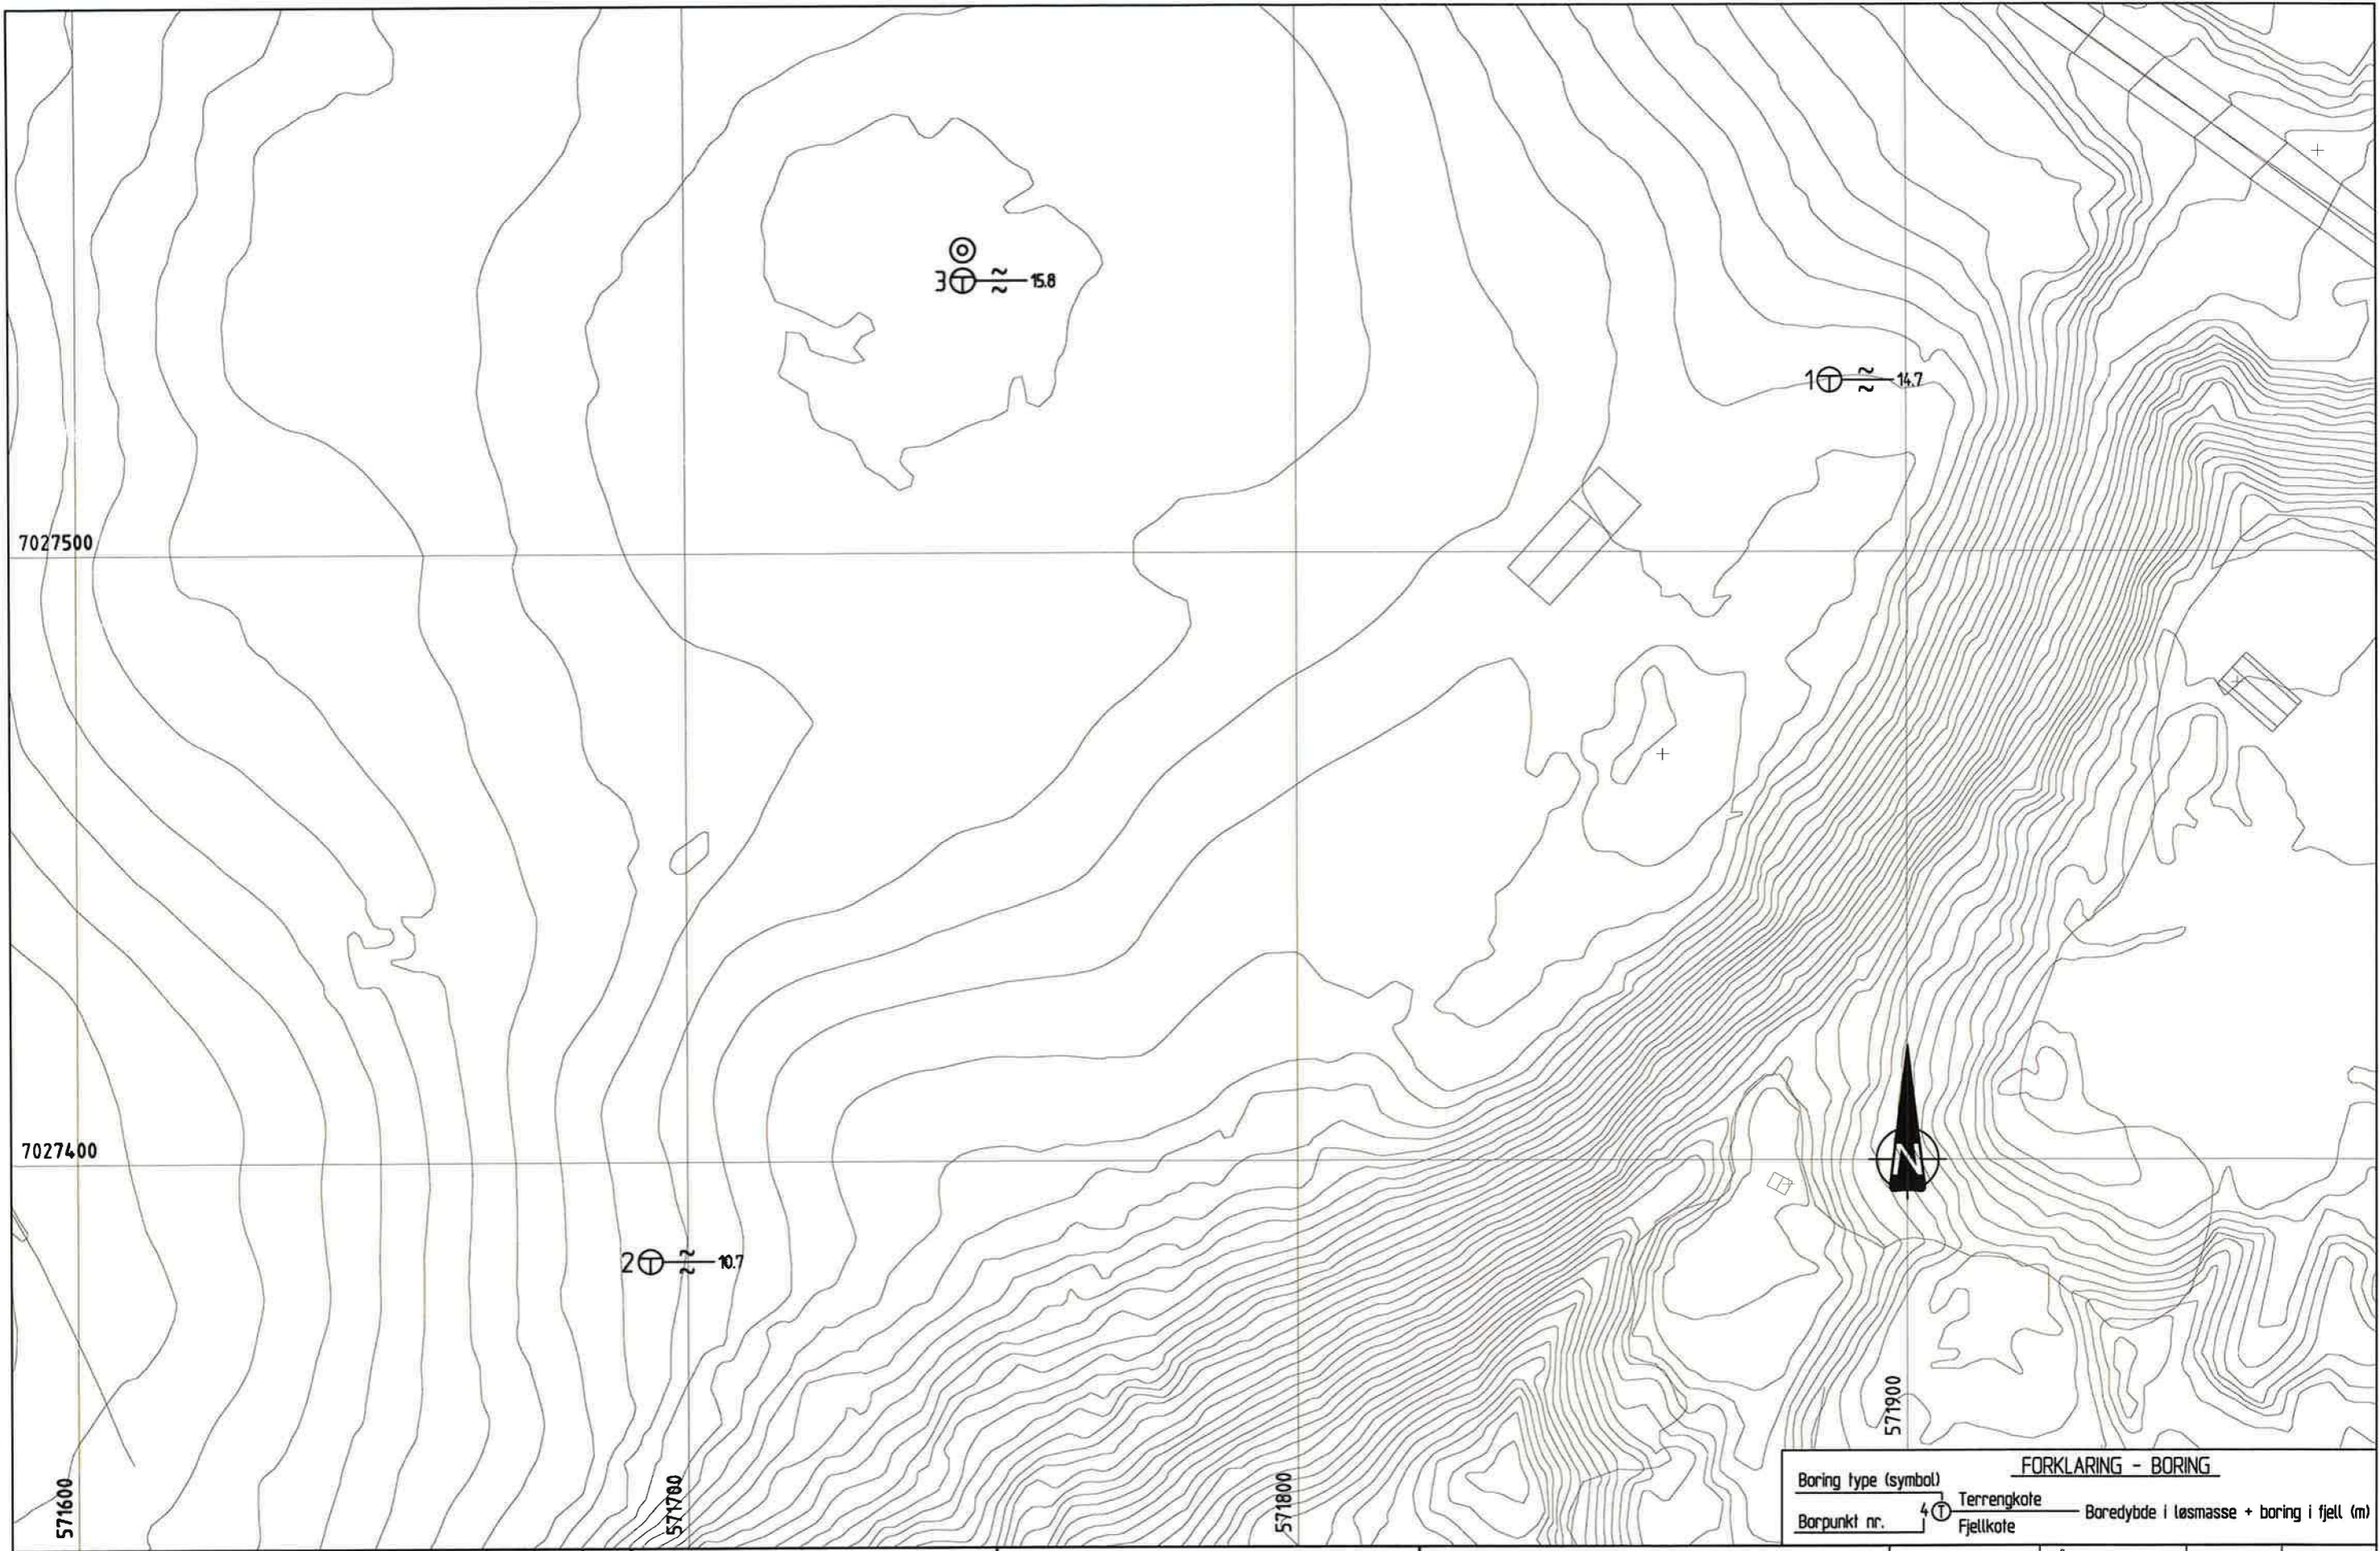 3 ~ 15.8
~
1 ~ 14.7
~
7027500
7027400
N
2 ~ 10.7
~
571600
571700
571800
571900
FORKLARING - BORING
Boring type (symbol)
Terrengkote
4 T Boredybde i løsmasse + boring i fjell (m)
Borpunkt nr.
Fjellkote